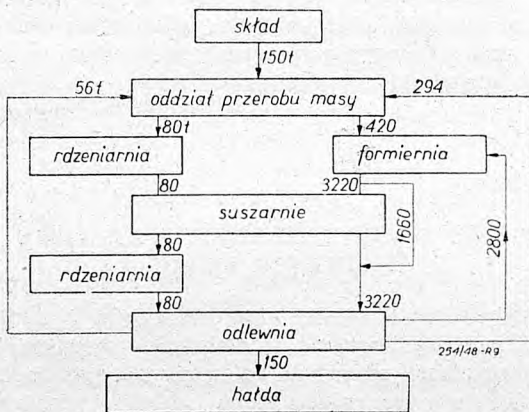 skład
150t
56t
294
oddział przerobu masy
80t
420
rdzeniarnia
formiernia
80
3220
suszarnie
1660
2800
80
rdzeniarnia
80
3220
odlewnia
254/48-Rg
150
hałda